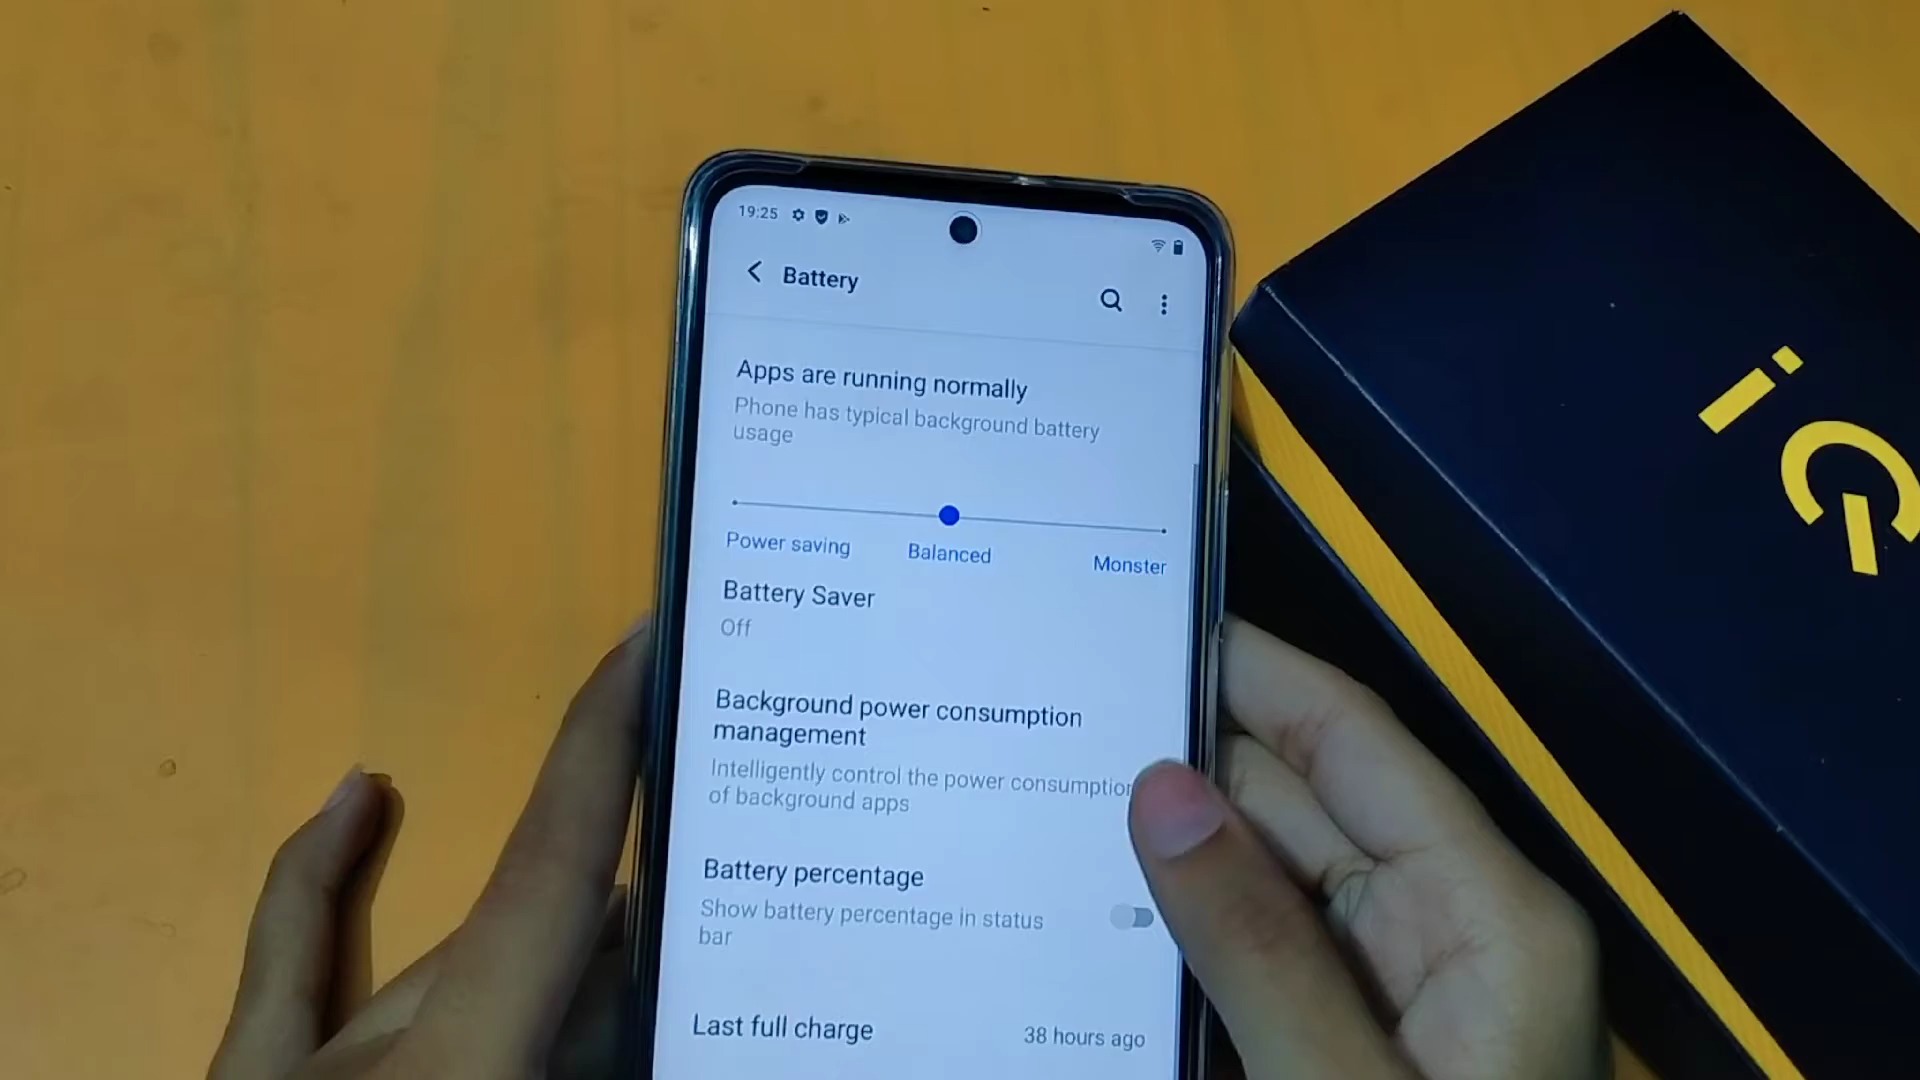 19:25
Battery
Apps are running normally
Phone has typical background battery
usage
Power saving
Balanced
Monster
Battery Saver
Off
Background power consumption
management
Intelligently control the power consumption
of background apps
Battery percentage
Show battery percentage in status
bar
Last full charge
38 hours ago
iQ